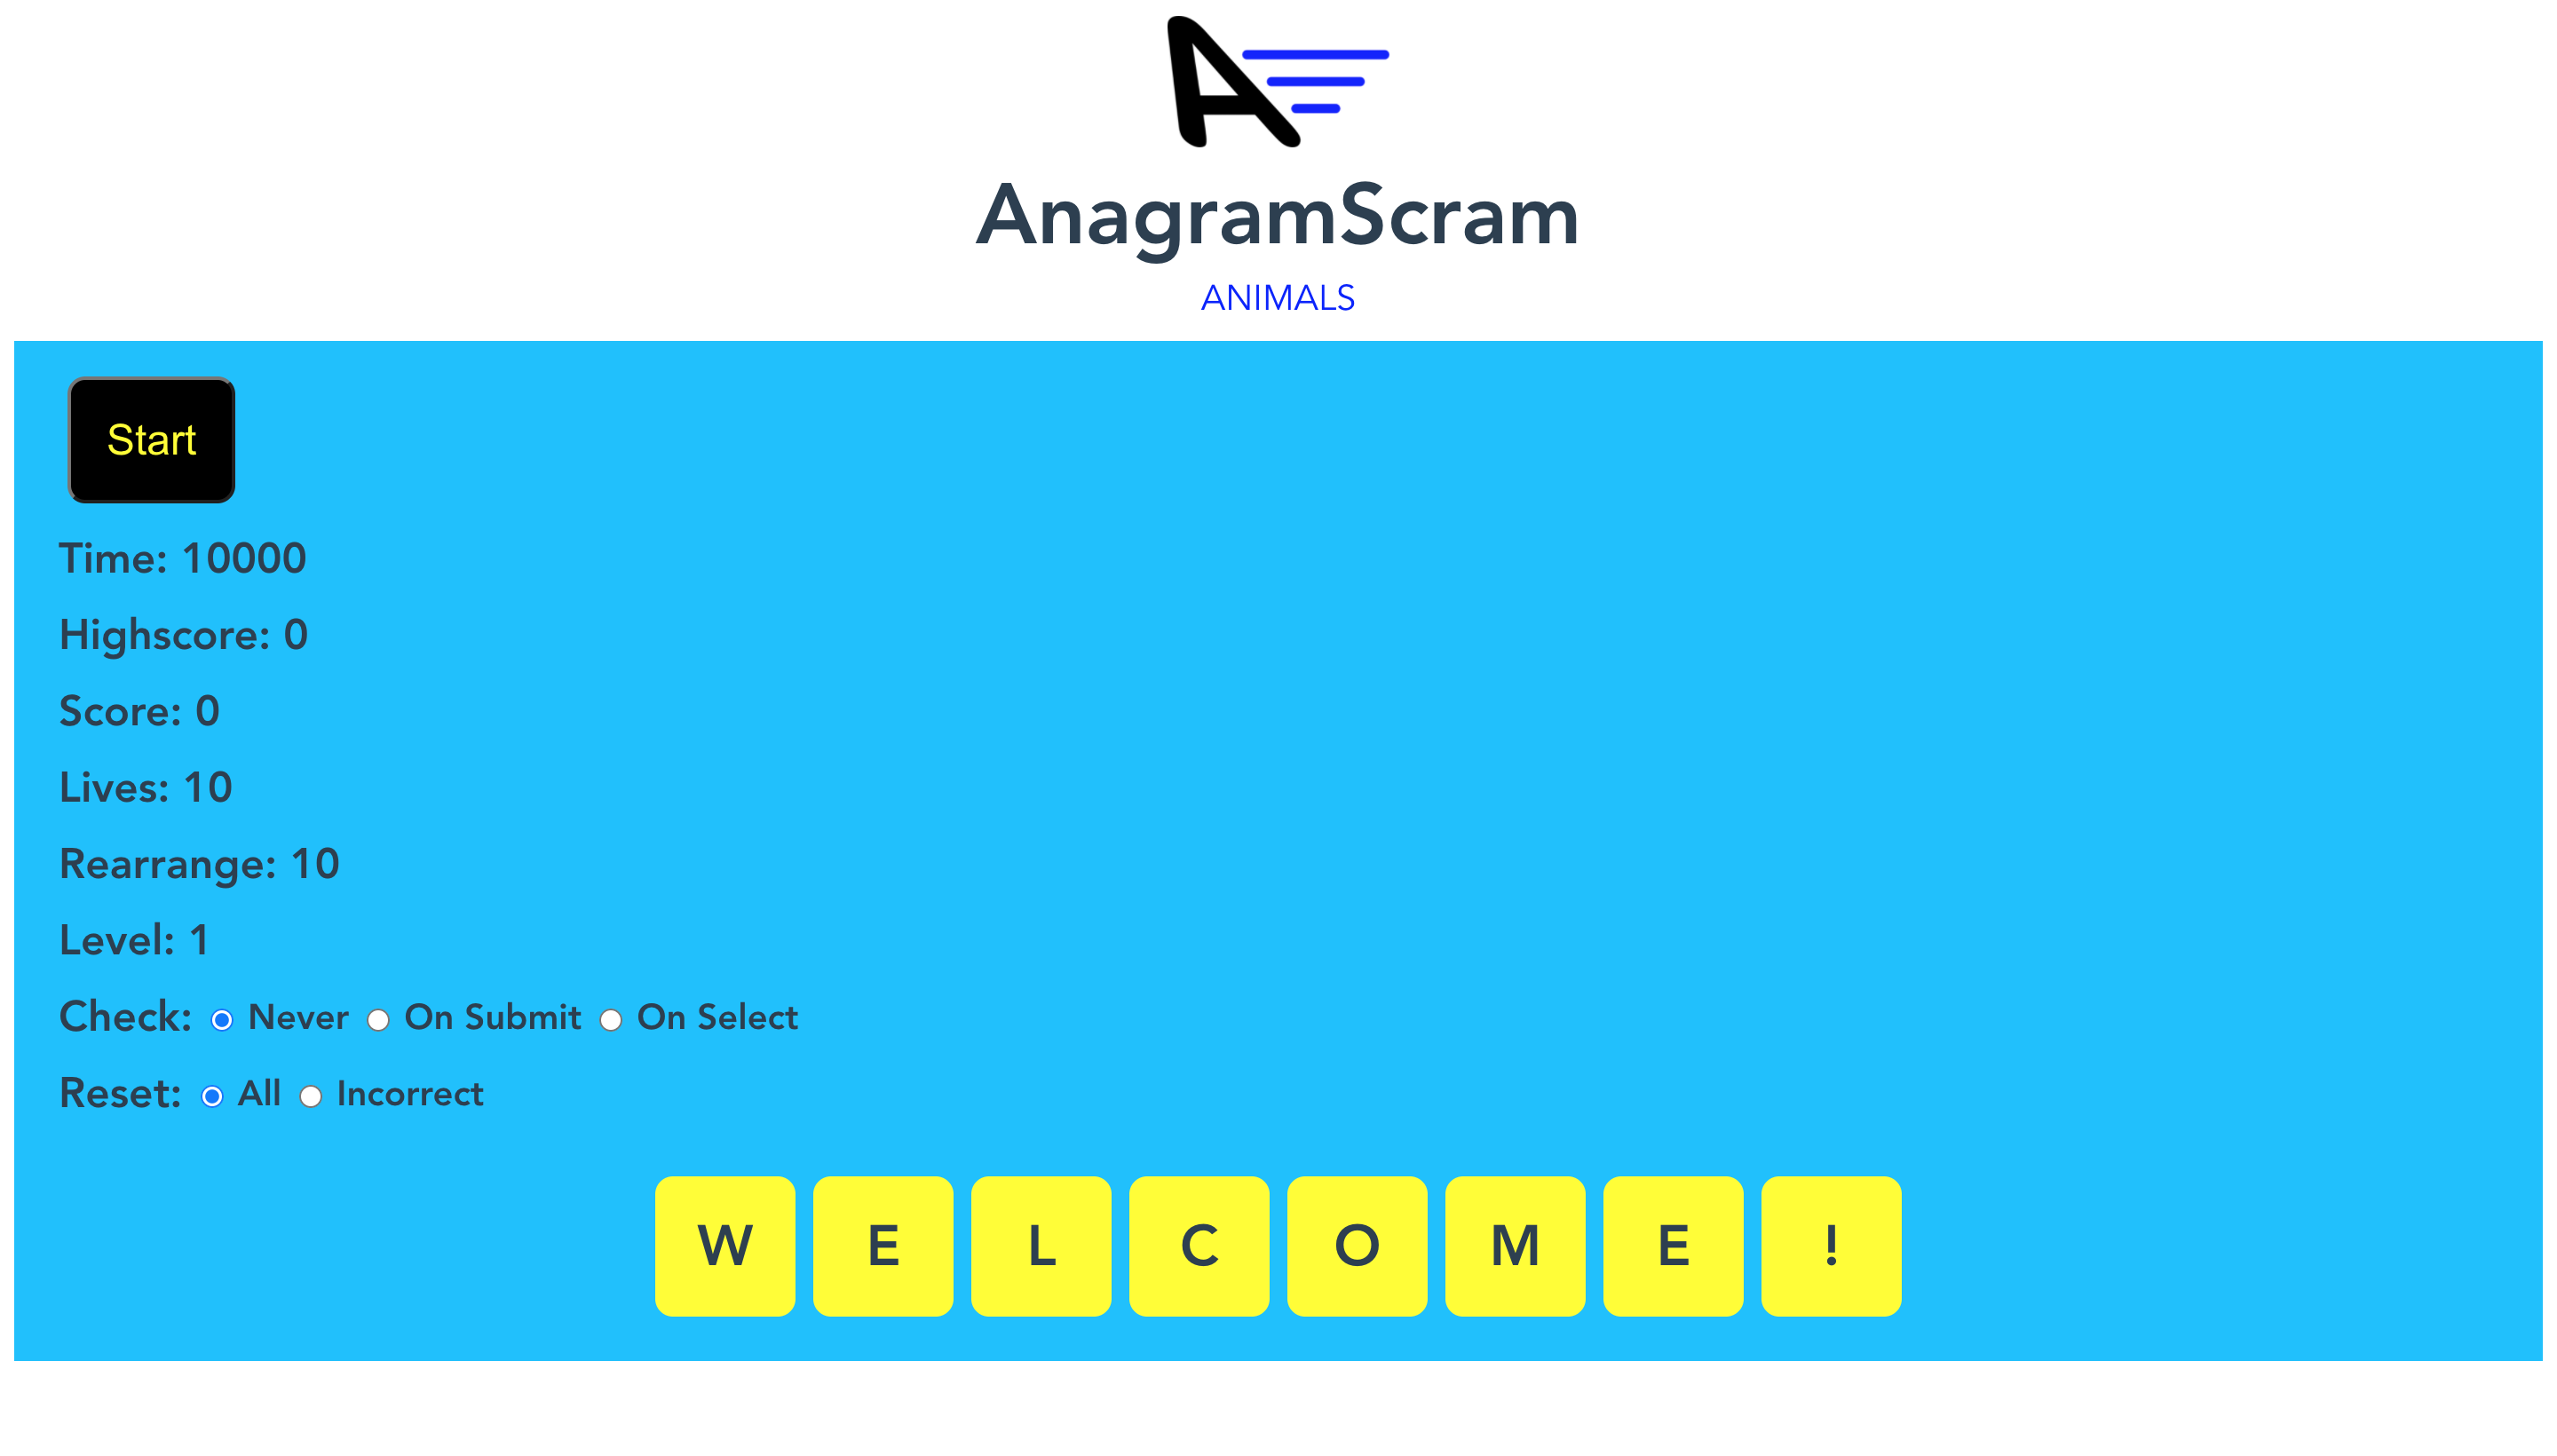 A
AnagramScram
ANIMALS
Start
Time: 10000
Highscore: 0
Score: 0
Lives: 10
Rearrange: 10
Level: 1
Check: Never On Submit On Select
Reset: All Incorrect
W E L C O M E !